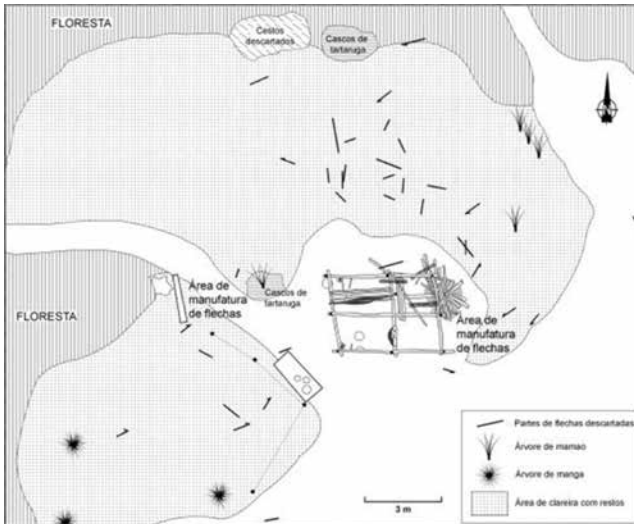 FLORESTA
Cestos
descartados
Cascos de
tartaruga
Área de
manufatura
de flechas
Cascos de
tartaruga
FLORESTA
Área de
manufatura
de flechas
Partes de flechas descartadas
Árvore de mamao
Árvore de manga
Área de clareira com restos
3 m